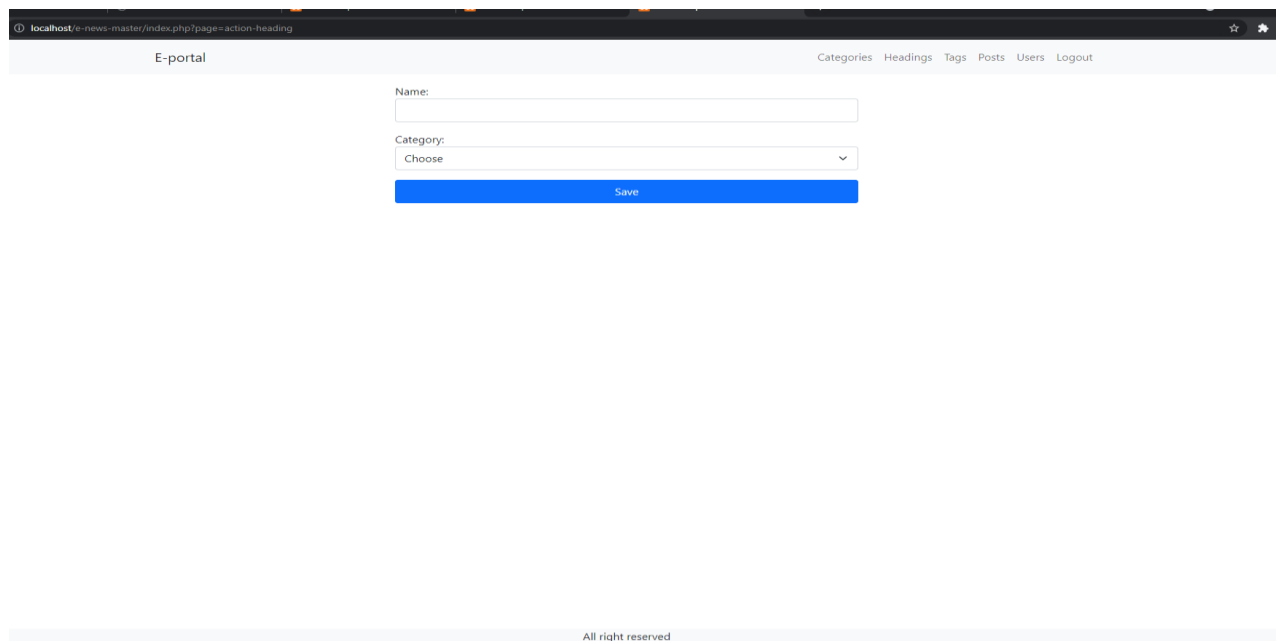 localhost/e-news-master/index.php?page=action-heading
E-portal Categories Headings Tags Posts Users Logout
Name:
Category:
Choose
Save
All right reserved